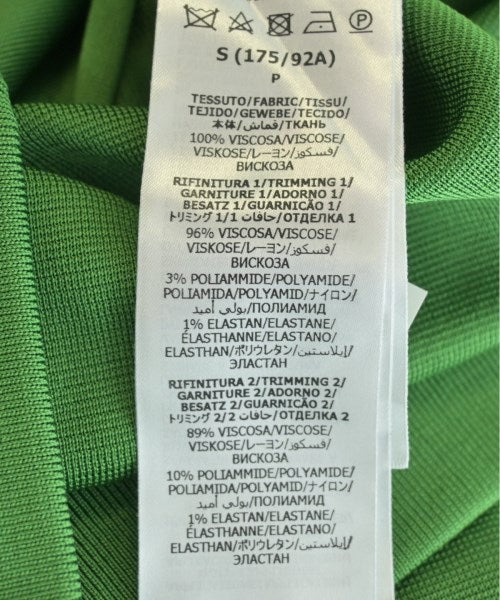 S (175/92A)
P
TESSUTO/FABRIC/TISSU/
TEJIDO/GEWEBE/TECIDO/
本体/قماش/ТКАНЬ
100% VISCOSA/VISCOSE/
VISKOSE/レーヨン/فسكوز/
ВИСКОЗА
RIFINITURA 1/TRIMMING 1/
GARNITURE 1/ADORNO 1/
BESATZ 1/GUARNIÇÃO 1/
トリミング 1/حافات 1/ОТДЕЛКА 1
96% VISCOSA/VISCOSE/
VISKOSE/レーヨン/فسكوز/
ВИСКОЗА
3% POLIAMMIDE/POLYAMIDE/
POLIAMIDA/POLYAMID/ナイロン/
بولي أميد/ПОЛИАМИД
1% ELASTAN/ELASTANE/
ÉLASTHANNE/ELASTANO/
ELASTHAN/ポリウレタン/إيلاستين/
ЭЛАСТАН
RIFINITURA 2/TRIMMING 2/
GARNITURE 2/ADORNO 2/
BESATZ 2/GUARNIÇÃO 2/
トリミング 2/حافات 2/ОТДЕЛКА 2
89% VISCOSA/VISCOSE/
VISKOSE/レーヨン/فسكوز/
ВИСКОЗА
10% POLIAMMIDE/POLYAMIDE/
POLIAMIDA/POLYAMID/ナイロン/
بولي أميد/ПОЛИАМИД
1% ELASTAN/ELASTANE/
ÉLASTHANNE/ELASTANO/
ELASTHAN/ポリウレタン/إيلاستين/
ЭЛАСТАН